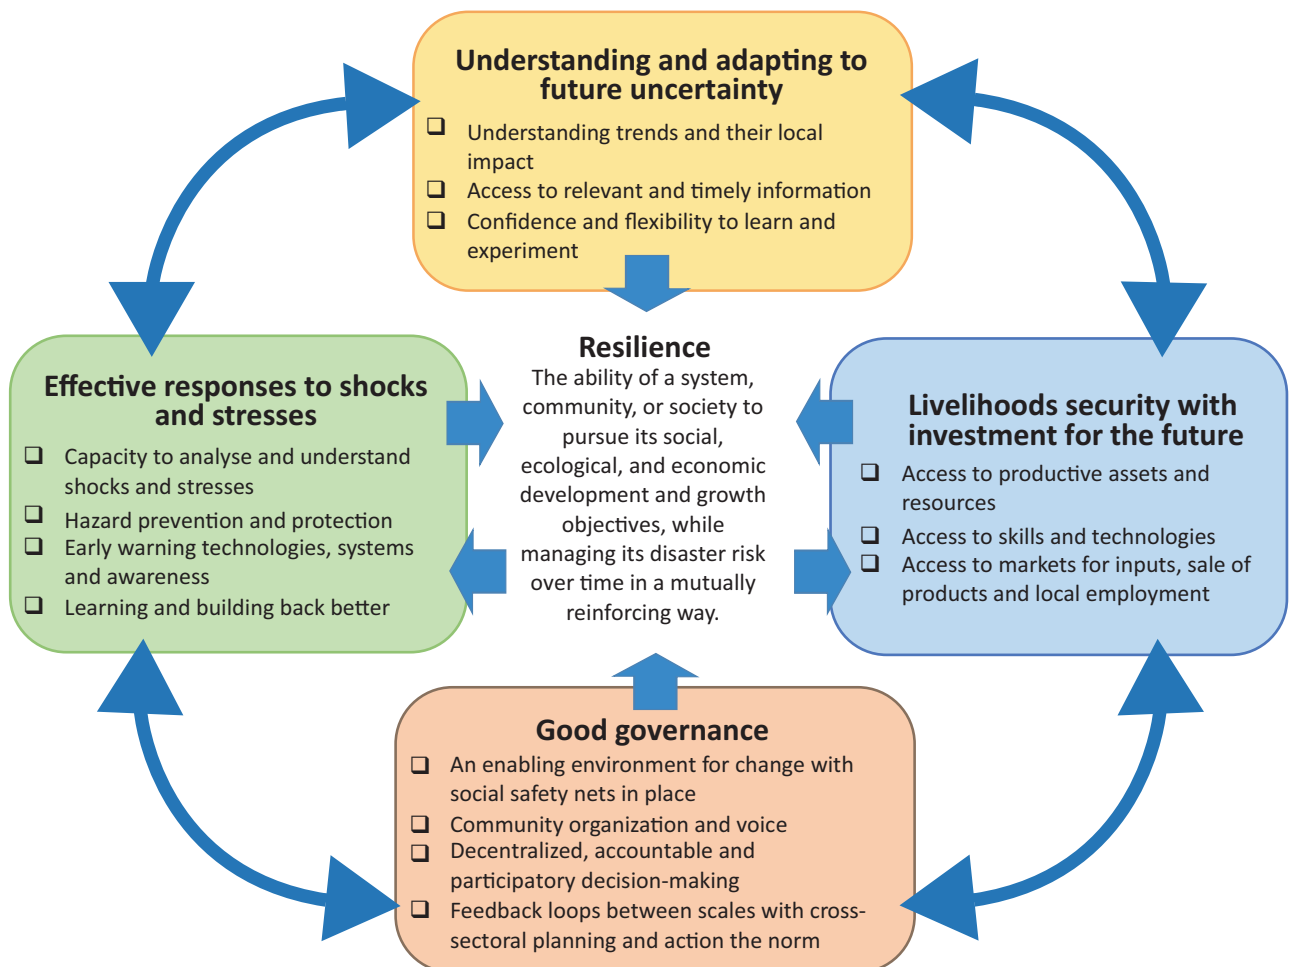 Understanding and adapting to
future uncertainty
❑ Understanding trends and their local
impact
❑ Access to relevant and timely information
❑ Confidence and flexibility to learn and
experiment
Effective responses to shocks
and stresses
❑ Capacity to analyse and understand
shocks and stresses
❑ Hazard prevention and protection
❑ Early warning technologies, systems
and awareness
❑ Learning and building back better
Resilience
The ability of a system,
community, or society to
pursue its social,
ecological, and economic
development and growth
objectives, while
managing its disaster risk
over time in a mutually
reinforcing way.
Livelihoods security with
investment for the future
❑ Access to productive assets and
resources
❑ Access to skills and technologies
❑ Access to markets for inputs, sale of
products and local employment
Good governance
❑ An enabling environment for change with
social safety nets in place
❑ Community organization and voice
❑ Decentralized, accountable and
participatory decision-making
❑ Feedback loops between scales with cross-
sectoral planning and action the norm